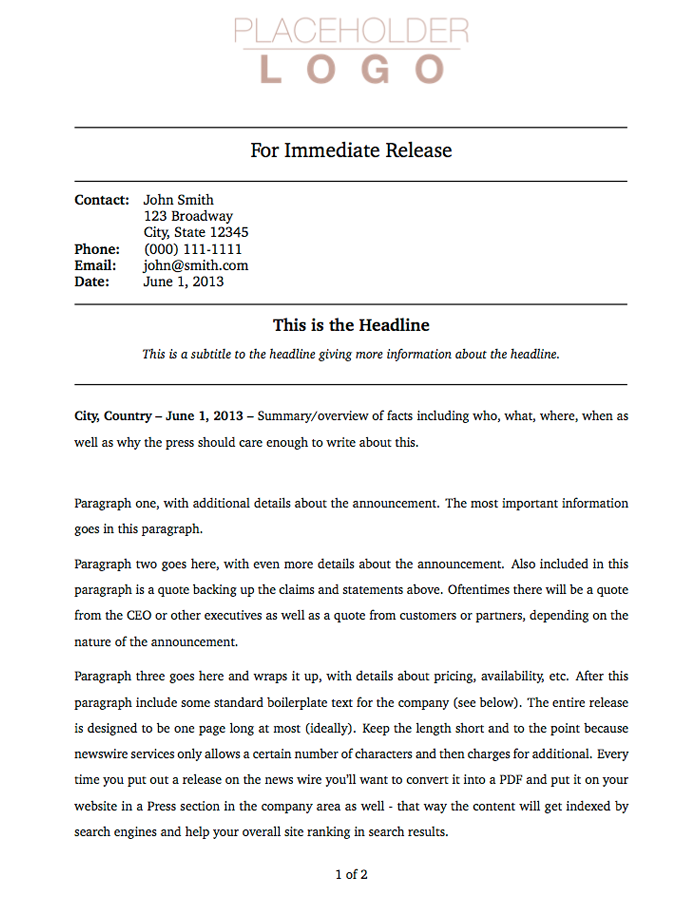 PLACEHOLDER
LOGO
For Immediate Release
Contact: John Smith
123 Broadway
City, State 12345
Phone: (000) 111-1111
Email: john@smith.com
Date: June 1, 2013
This is the Headline
This is a subtitle to the headline giving more information about the headline.
City, Country – June 1, 2013 – Summary/overview of facts including who, what, where, when as
well as why the press should care enough to write about this.
Paragraph one, with additional details about the announcement. The most important information
goes in this paragraph.
Paragraph two goes here, with even more details about the announcement. Also included in this
paragraph is a quote backing up the claims and statements above. Oftentimes there will be a quote
from the CEO or other executives as well as a quote from customers or partners, depending on the
nature of the announcement.
Paragraph three goes here and wraps it up, with details about pricing, availability, etc. After this
paragraph include some standard boilerplate text for the company (see below). The entire release
is designed to be one page long at most (ideally). Keep the length short and to the point because
newswire services only allows a certain number of characters and then charges for additional. Every
time you put out a release on the news wire you'll want to convert it into a PDF and put it on your
website in a Press section in the company area as well - that way the content will get indexed by
search engines and help your overall site ranking in search results.
1 of 2